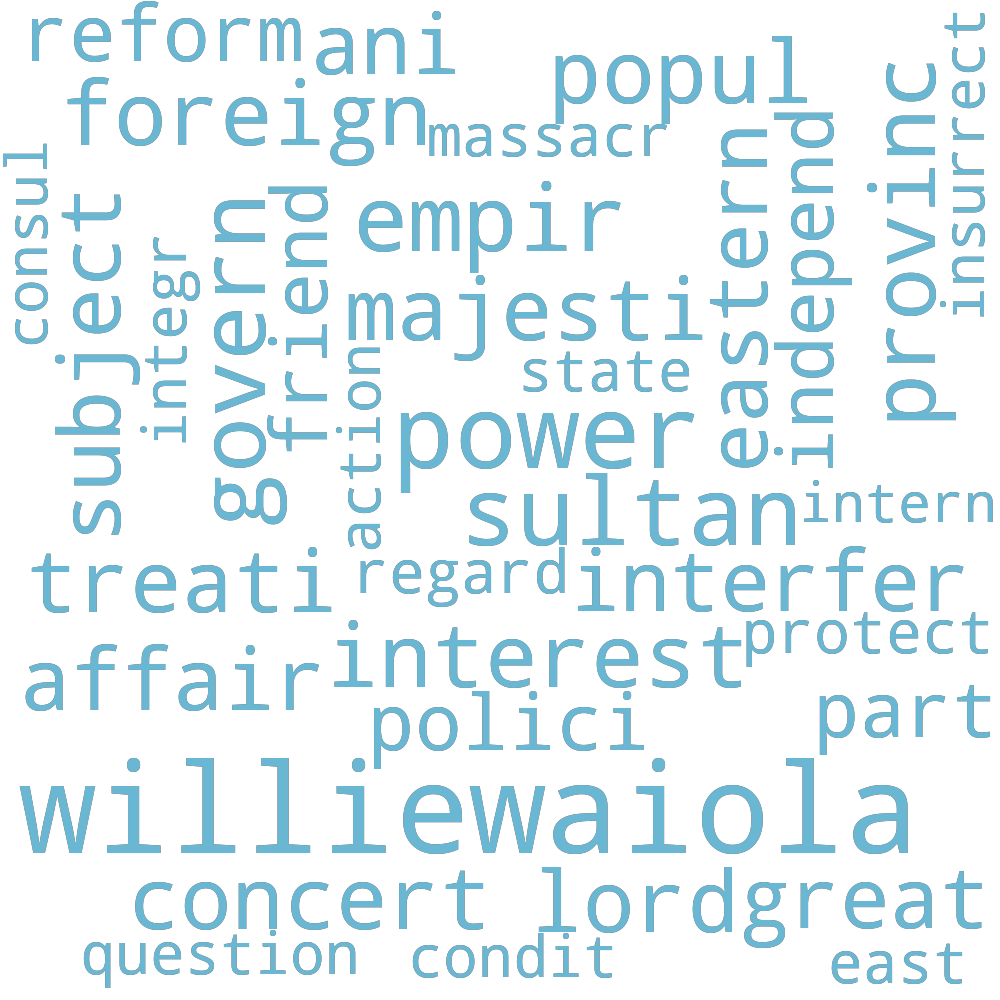 reform
ani
popul
provinc
insurrect
foreign
massacr
consul
subject
integr
govern
friend
empir
eastern
independ
majesti
action
state
power
sultan
intern
treati
regard
interfer
protect
affair
interest
polici
part
williewaiola
concert
lord
great
question
condit
east